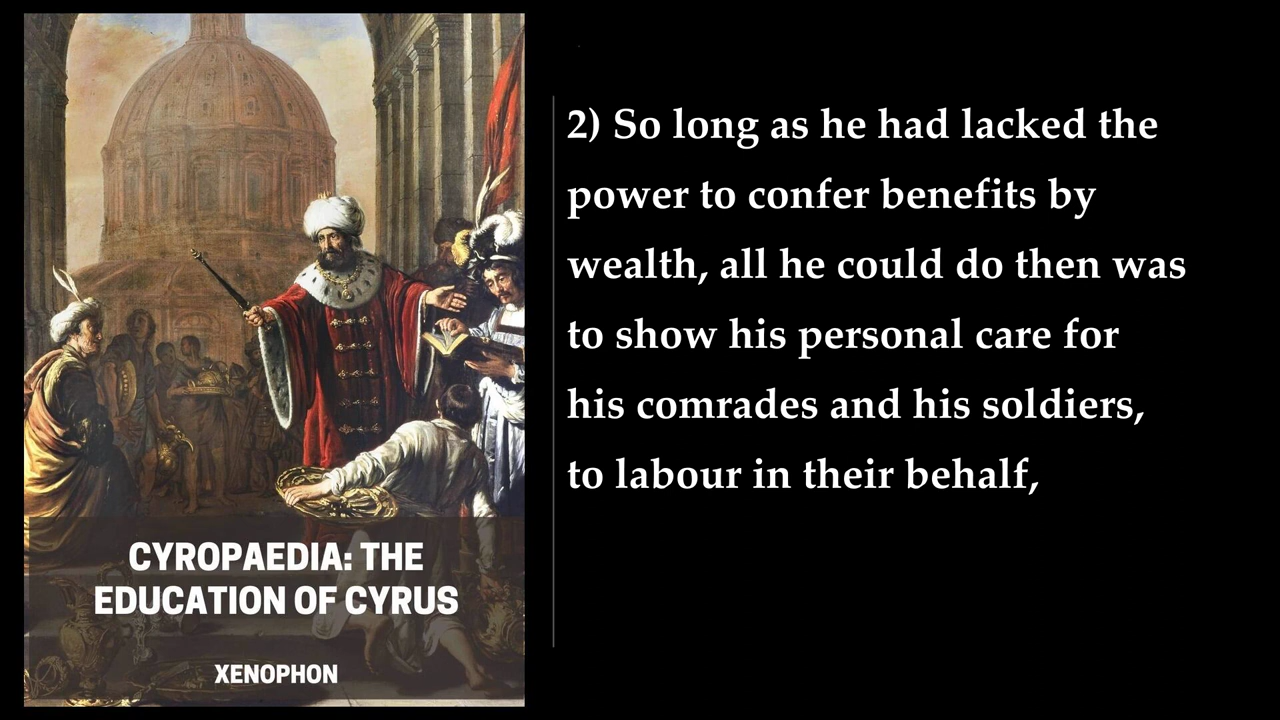 2) So long as he had lacked the
power to confer benefits by
wealth, all he could do then was
to show his personal care for
his comrades and his soldiers,
to labour in their behalf,
CYROPAEDIA: THE
EDUCATION OF CYRUS
XENOPHON